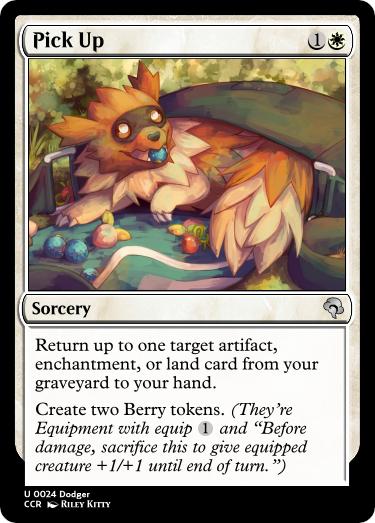 Pick Up 1
Sorcery
Return up to one target artifact,
enchantment, or land card from your
graveyard to your hand.
Create two Berry tokens. (They're
Equipment with equip 1 and “Before
damage, sacrifice this to give equipped
creature +1/+1 until end of turn.”)
U 0024 Dodger
CCR Riley Kitty